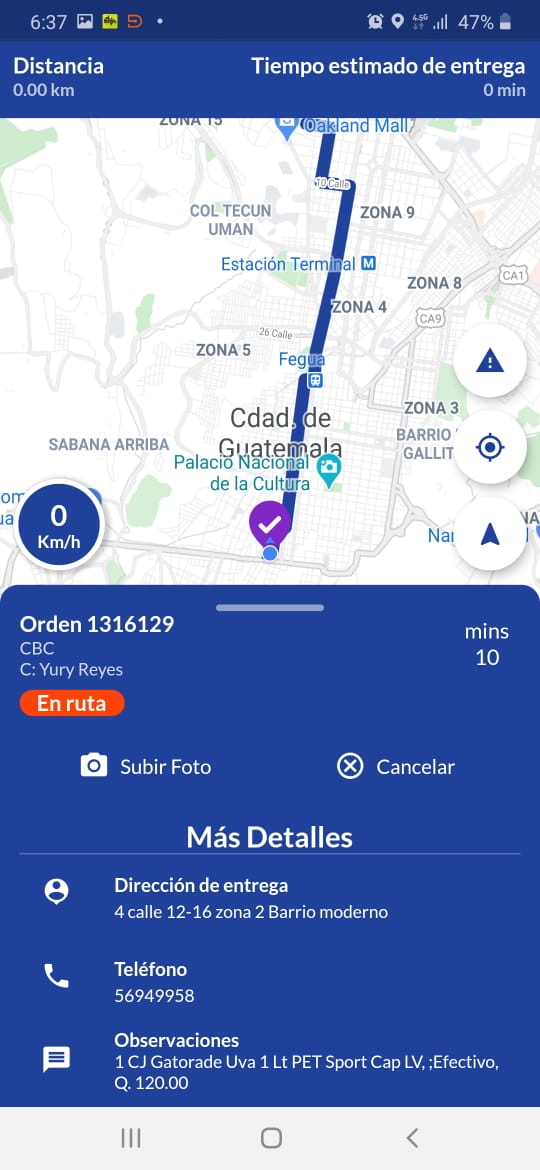 6:37
4.5G
47%
Distancia
Tiempo estimado de entrega
0.00 km
0 min
ZONA 15
Oakland Mall
10 Calle
COL TECUN
UMAN
ZONA 9
Estación Terminal
M
ZONA 8
CA1
ZONA 4
CA9
26 Calle
ZONA 5
Fegua
ZONA 3
Cdad. de
Guatemala
BARRIO
GALLIT
SABANA ARRIBA
Palacio Nacional
de la Cultura
0
Km/h
Orden 1316129
mins
CBC
10
C: Yury Reyes
En ruta
Subir Foto
Cancelar
Más Detalles
Dirección de entrega
4 calle 12-16 zona 2 Barrio moderno
Teléfono
56949958
Observaciones
1 CJ Gatorade Uva 1 Lt PET Sport Cap LV, ;Efectivo,
Q. 120.00